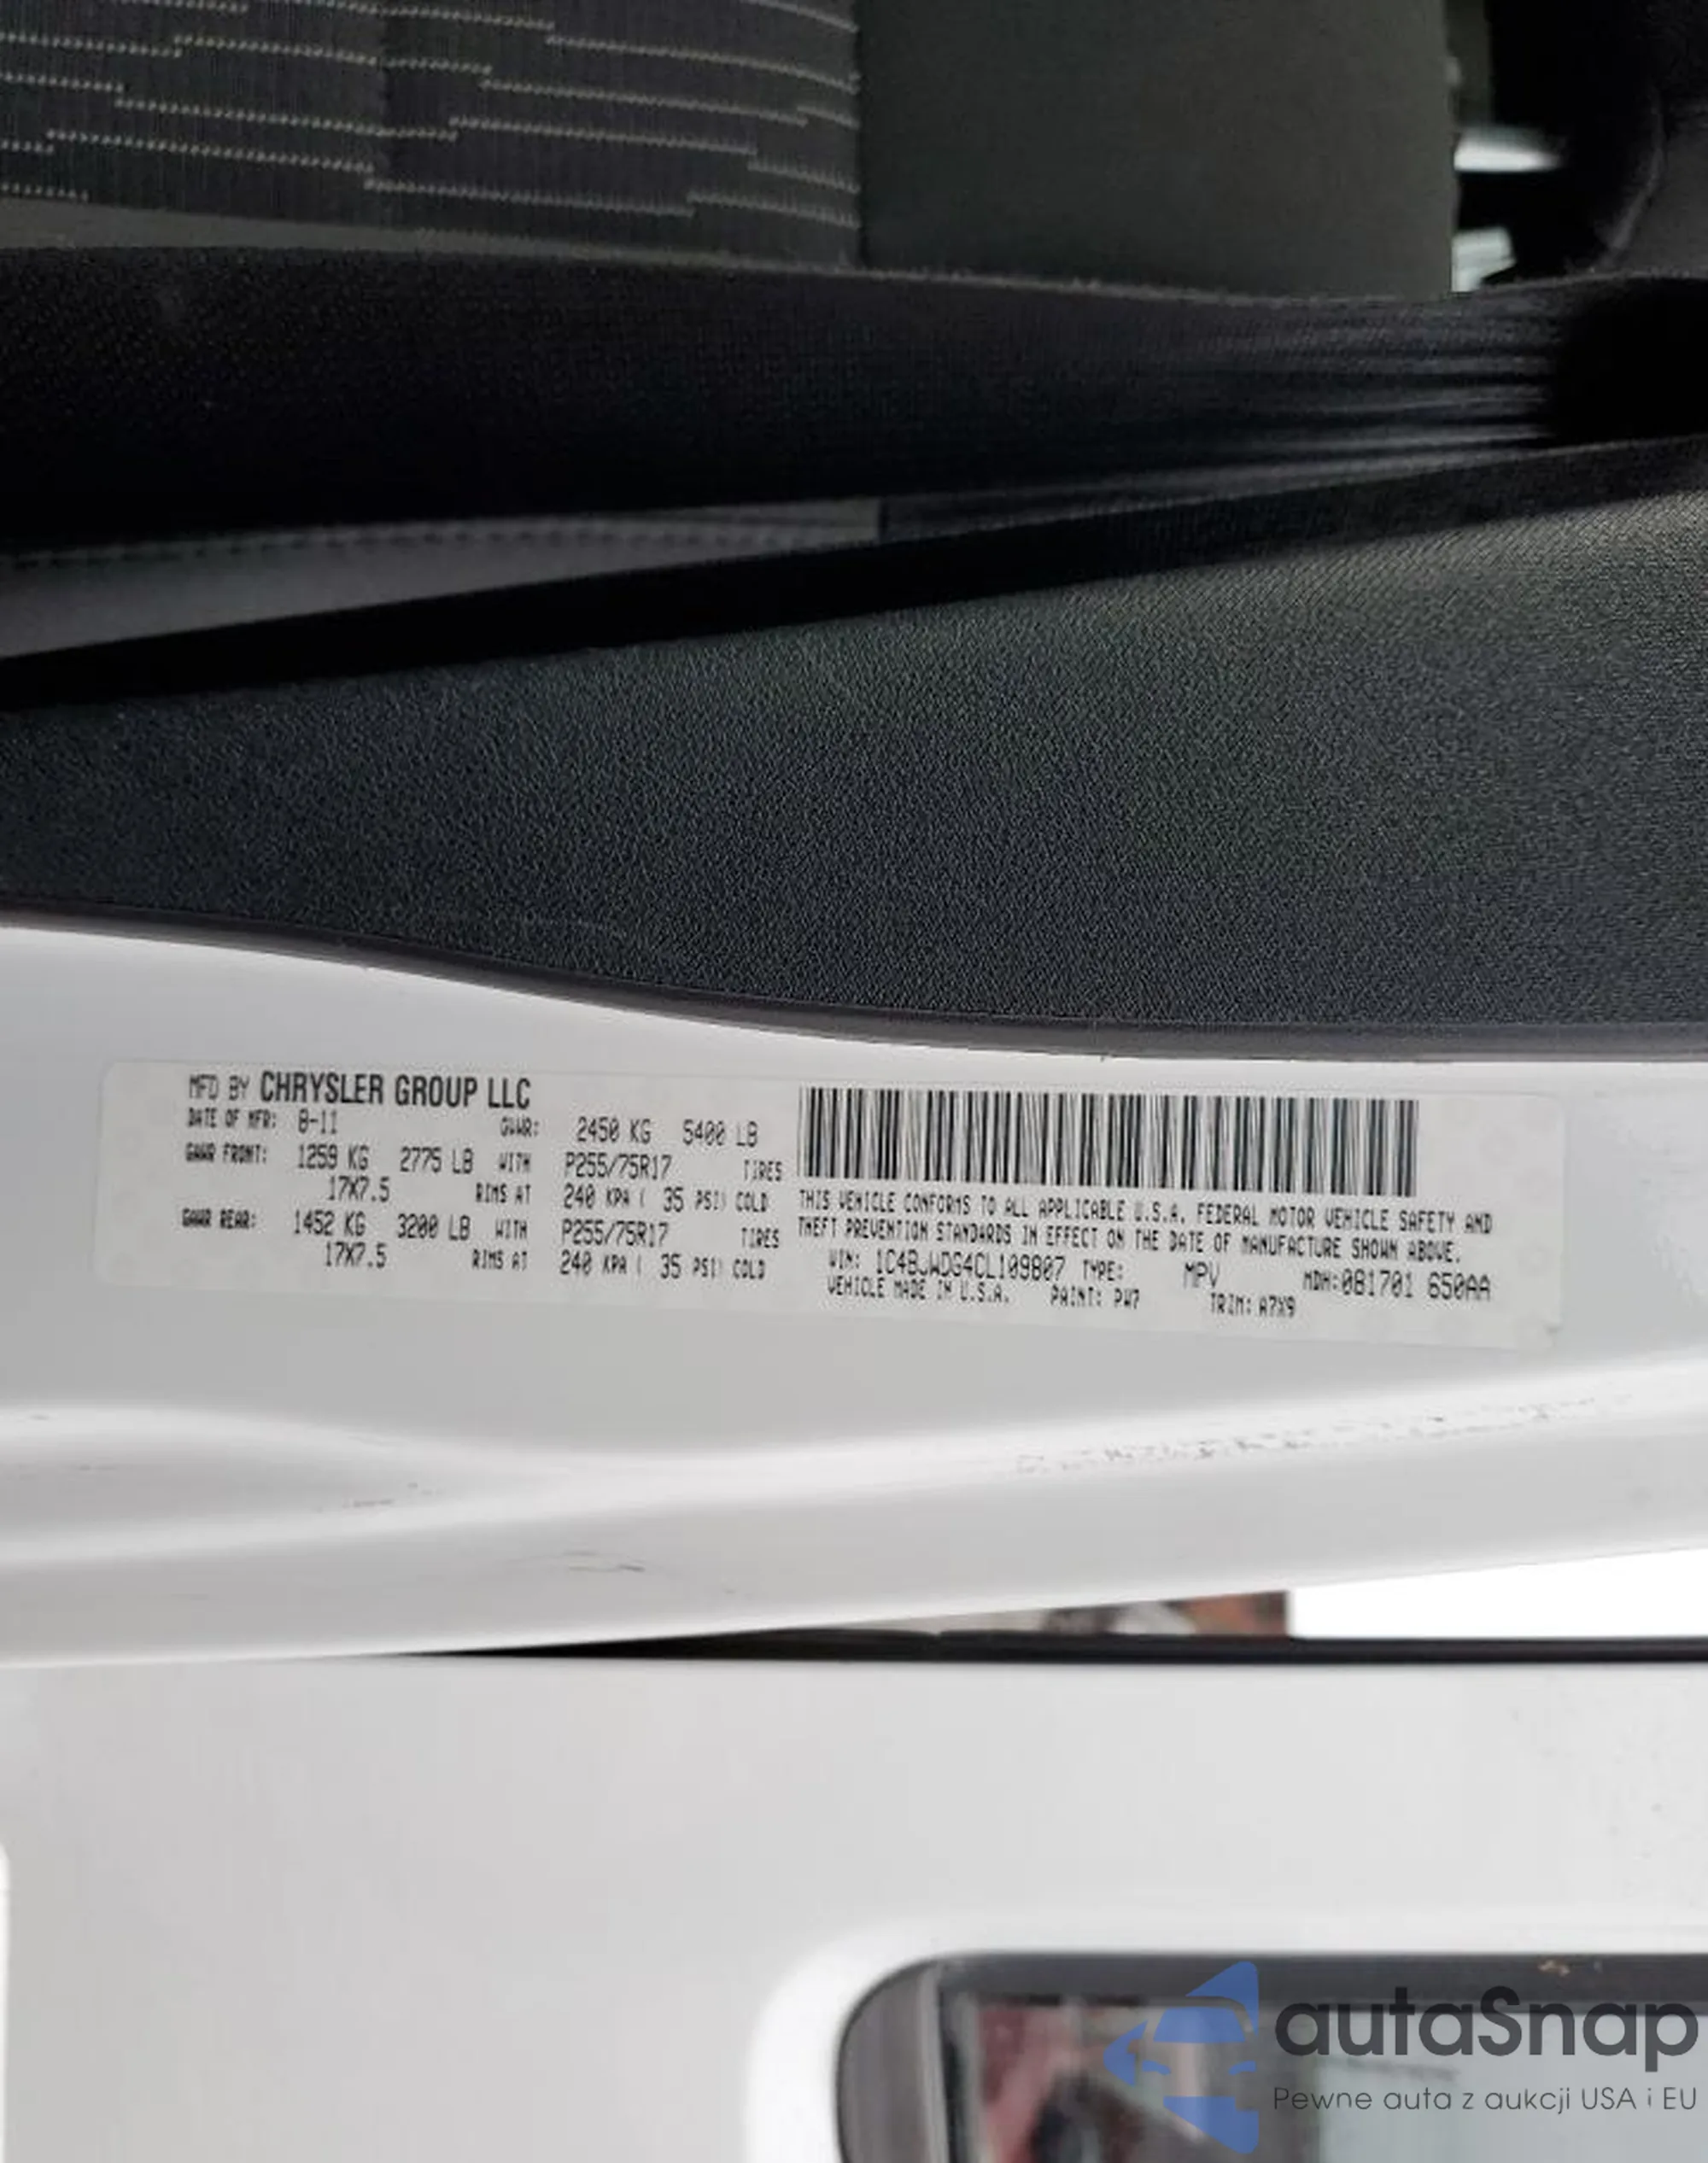 MFD BY CHRYSLER GROUP LLC
DATE OF MFR: 8-11 GVWR: 2450 KG 5400 LB
GAWR FRONT: 1259 KG 2775 LB WITH P255/75R17 TIRES
17X7.5 RIMS AT 240 KPA ( 35 PSI) COLD
GAWR REAR: 1452 KG 3200 LB WITH P255/75R17 TIRES
17X7.5 RIMS AT 240 KPA ( 35 PSI) COLD
THIS VEHICLE CONFORMS TO ALL APPLICABLE U.S.A. FEDERAL MOTOR VEHICLE SAFETY AND
THEFT PREVENTION STANDARDS IN EFFECT ON THE DATE OF MANUFACTURE SHOWN ABOVE.
VIN: 1C4BJWDG4CL109807 TYPE: MPV MDH:081701 650AA
VEHICLE MADE IN U.S.A. PAINT: PW7 TRIM: A7X9
autaSnap
Pewne auta z aukcji USA i EU